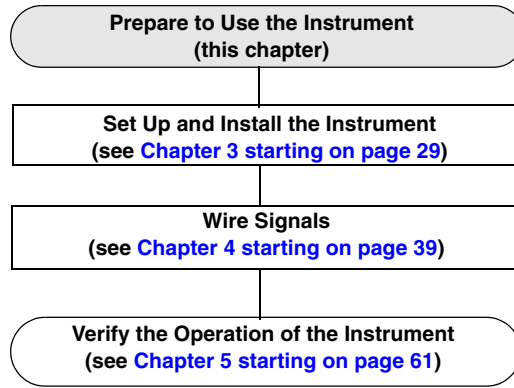 Prepare to Use the Instrument
(this chapter)
Set Up and Install the Instrument
(see Chapter 3 starting on page 29)
Wire Signals
(see Chapter 4 starting on page 39)
Verify the Operation of the Instrument
(see Chapter 5 starting on page 61)